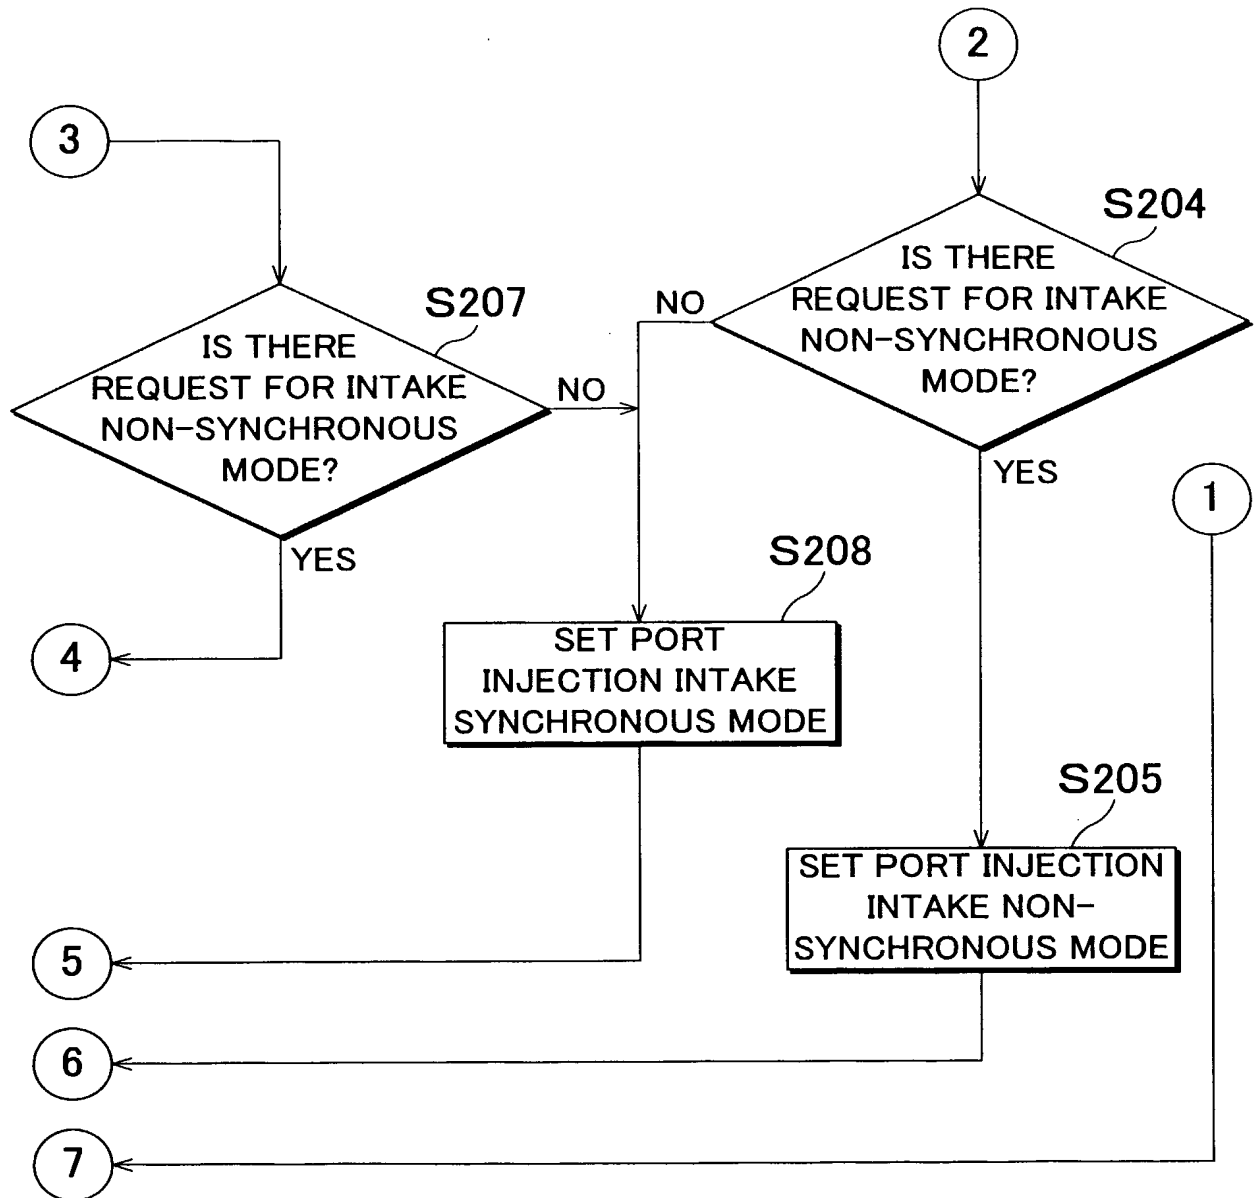 2
3
S204
IS THERE
REQUEST FOR INTAKE
NON-SYNCHRONOUS
MODE?
NO
YES
S207
IS THERE
REQUEST FOR INTAKE
NON-SYNCHRONOUS
MODE?
NO
YES
1
4
S208
SET PORT
INJECTION INTAKE
SYNCHRONOUS MODE
S205
SET PORT INJECTION
INTAKE NON-
SYNCHRONOUS MODE
5
6
7